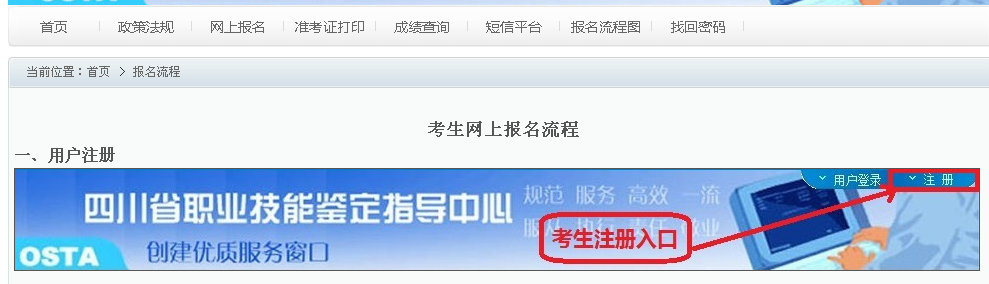 首页 政策法规 网上报名 准考证打印 成绩查询 短信平台 报名流程图 找回密码
当前位置：首页 > 报名流程
考生网上报名流程
一、用户注册
用户登录 注 册
四川省职业技能鉴定指导中心
规范 服务 高效 一流
考生注册入口
OSTA
创建优质服务窗口